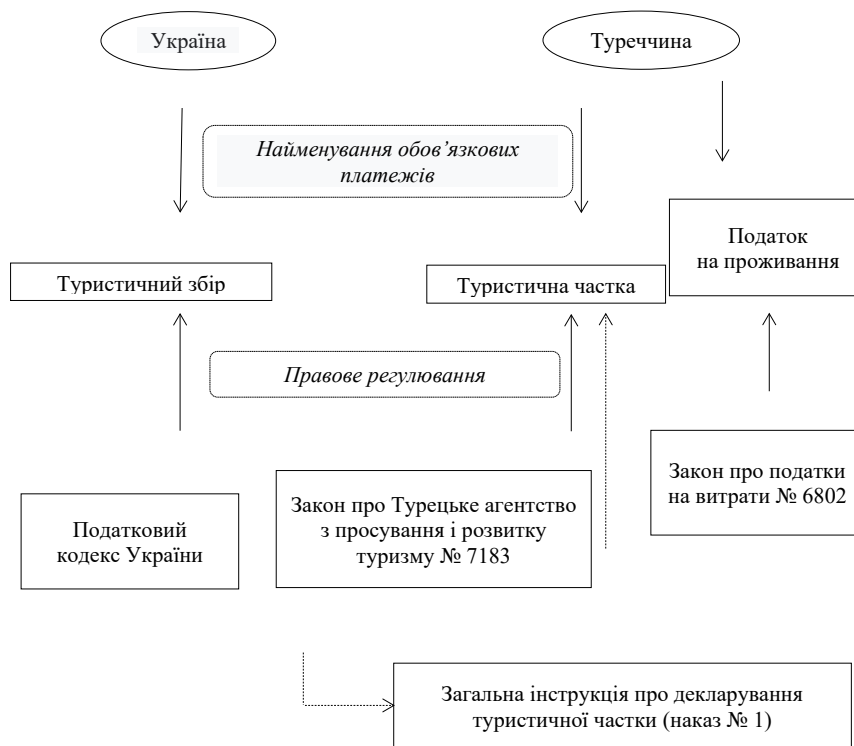 Україна
Туреччина
Найменування обов’язкових
платежів
Податок
на проживання
Туристичний збір
Туристична частка
Правове регулювання
Закон про податки
на витрати № 6802
Закон про Турецьке агентство
з просування і розвитку
туризму № 7183
Податковий
кодекс України
Загальна інструкція про декларування
туристичної частки (наказ № 1)